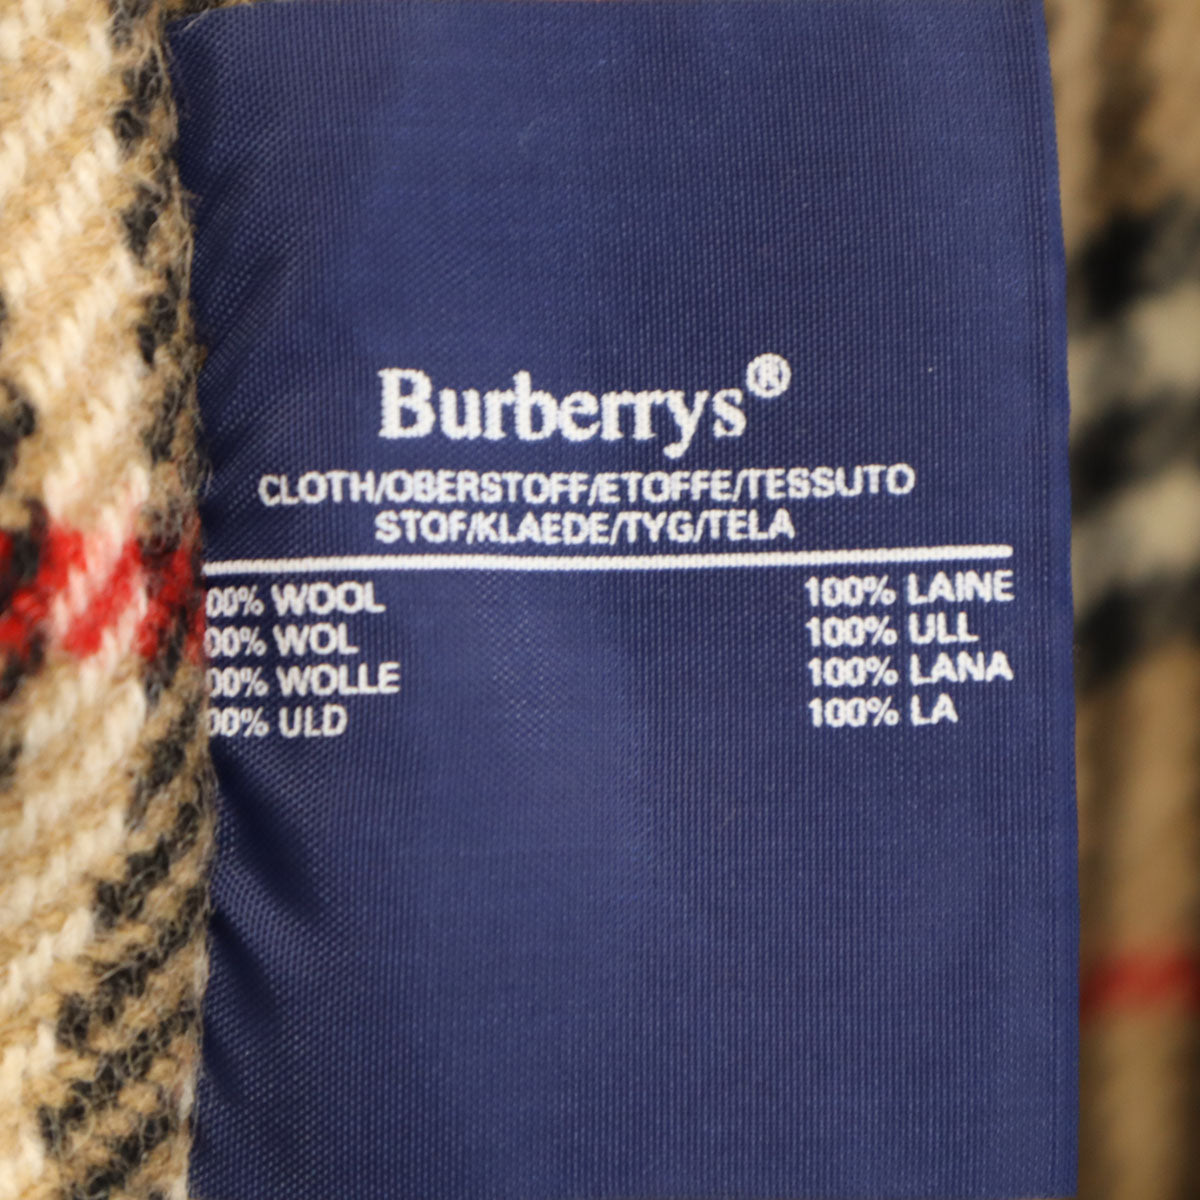 Burberrys®
CLOTH/OBERSTOFF/ETOFFE/TESSUTO
STOF/KLAEDE/TYG/TELA
00% WOOL 100% LAINE
00% WOL 100% ULL
00% WOLLE 100% LANA
00% ULD 100% LA